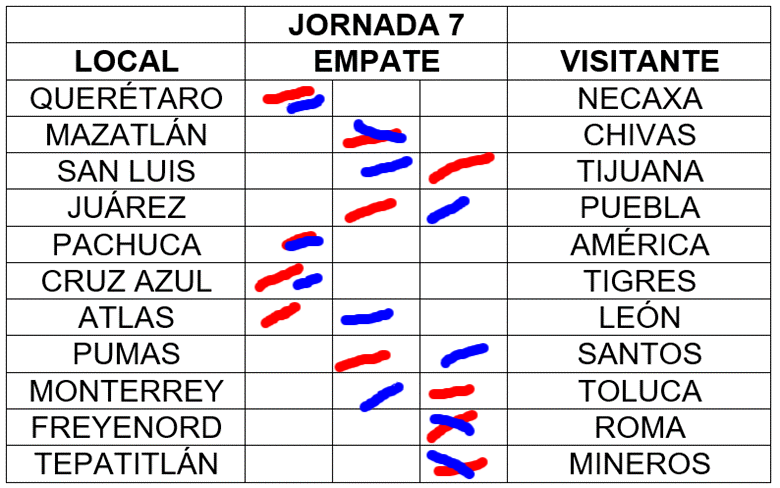 JORNADA 7
LOCAL EMPATE VISITANTE
QUERÉTARO NECAXA
MAZATLÁN CHIVAS
SAN LUIS TIJUANA
JUÁREZ PUEBLA
PACHUCA AMÉRICA
CRUZ AZUL TIGRES
ATLAS LEÓN
PUMAS SANTOS
MONTERREY TOLUCA
FREYENORD ROMA
TEPATITLÁN MINEROS